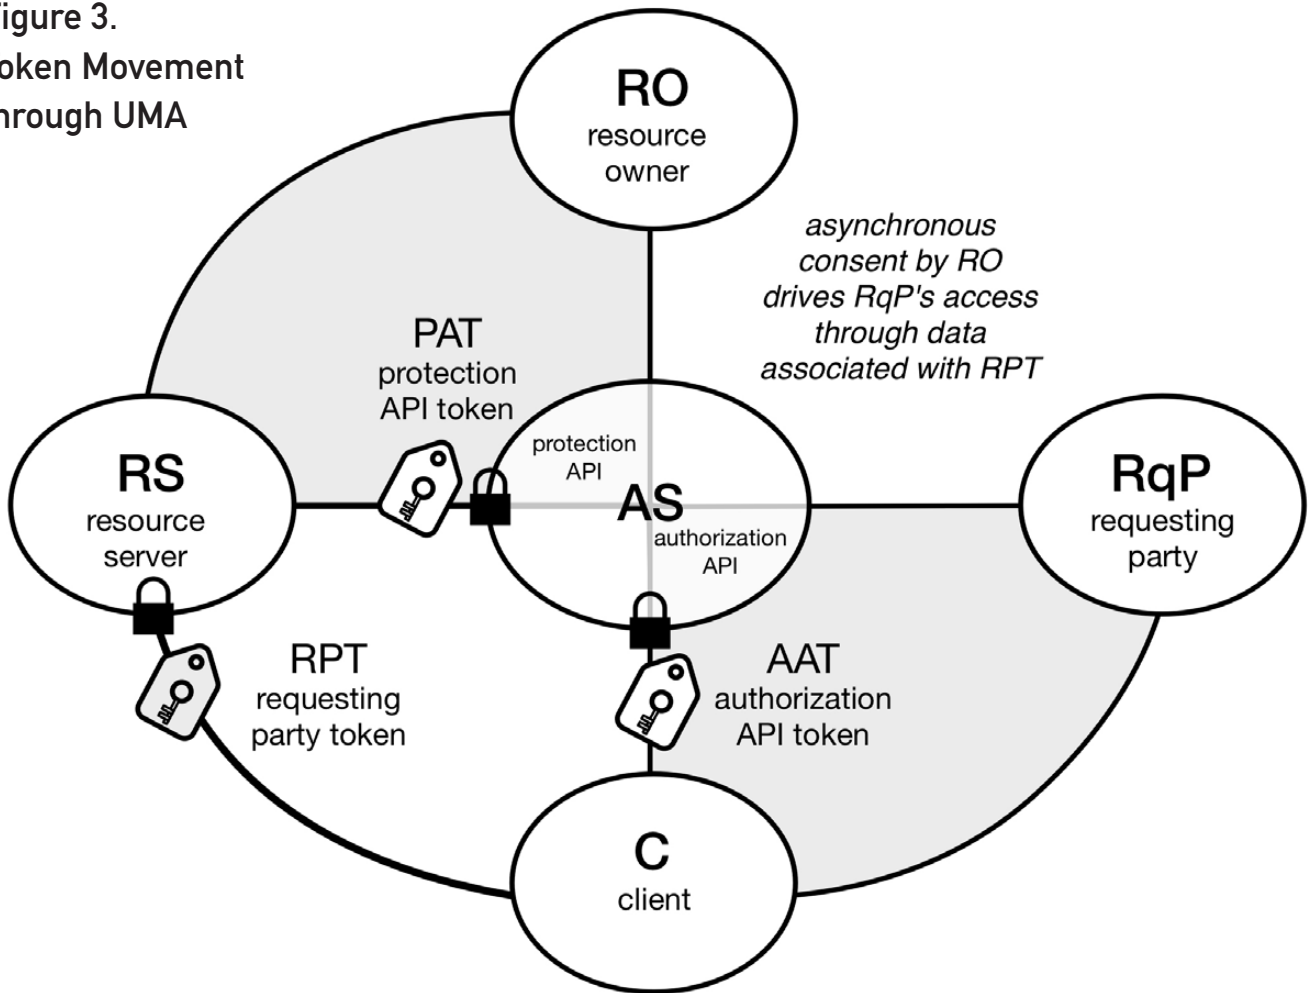 igure 3.
oken Movement
hrough UMA
RO
resource
owner
asynchronous
consent by RO
drives RqP's access
through data
associated with RPT
PAT
protection
API token
protection
API
AS
authorization
API
RS
resource
server
RqP
requesting
party
RPT
requesting
party token
AAT
authorization
API token
C
client